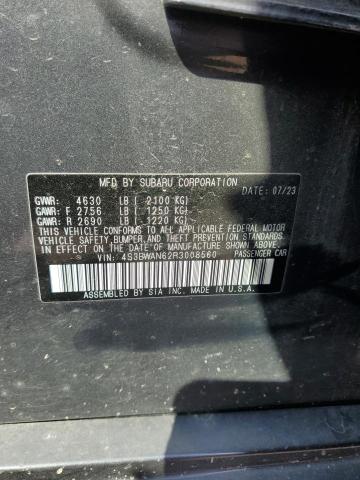 MFD BY SUBARU CORPORATION
DATE: 07/23
GVWR: 4630 LB ( 2100 KG)
GAWR: F 2756 LB ( 1250 KG)
GAWR: R 2690 LB ( 1220 KG)
THIS VEHICLE CONFORMS TO ALL APPLICABLE FEDERAL MOTOR
VEHICLE SAFETY, BUMPER, AND THEFT PREVENTION STANDARDS
IN EFFECT ON THE DATE OF MANUFACTURE SHOWN ABOVE.
VIN: 4S3BWAN62R3008560 PASSENGER CAR
ASSEMBLED BY SIA INC. MADE IN U.S.A.